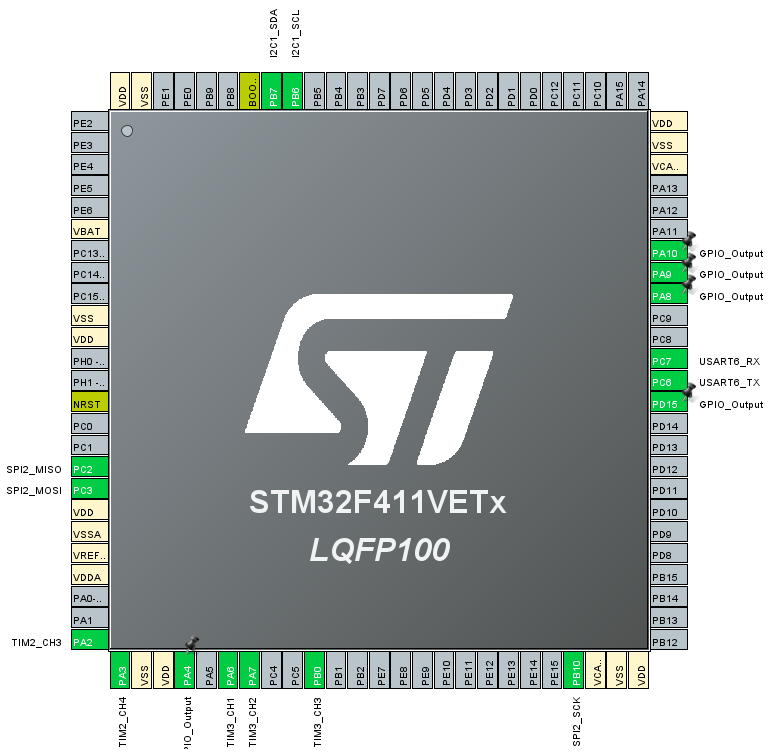 I2C1_SDA
I2C1_SCL
VDD
VSS
PE1
PE0
PB9
PB8
BOO..
PB7
PB6
PB5
PB4
PB3
PD7
PD6
PD5
PD4
PD3
PD2
PD1
PD0
PC12
PC11
PC10
PA15
PA14
PE2
PE3
PE4
PE5
PE6
VBAT
PC13..
PC14..
PC15..
VSS
VDD
PH0 -..
PH1 -..
NRST
PC0
PC1
SPI2_MISO PC2
SPI2_MOSI PC3
VDD
VSSA
VREF..
VDDA
PA0-..
PA1
TIM2_CH3 PA2
ST
STM32F411VETx
LQFP100
VDD
VSS
VCA..
PA13
PA12
PA11
PA10 GPIO_Output
PA9 GPIO_Output
PA8 GPIO_Output
PC9
PC8
PC7 USART6_RX
PC6 USART6_TX
PD15 GPIO_Output
PD14
PD13
PD12
PD11
PD10
PD9
PD8
PB15
PB14
PB13
PB12
PA3
VSS
VDD
PA4
PA5
PA6
PA7
PC4
PC5
PB0
PB1
PB2
PE7
PE8
PE9
PE10
PE11
PE12
PE13
PE14
PE15
PB10
VCA..
VSS
VDD
TIM2_CH4
PIO_Output
TIM3_CH1
TIM3_CH2
TIM3_CH3
SPI2_SCK